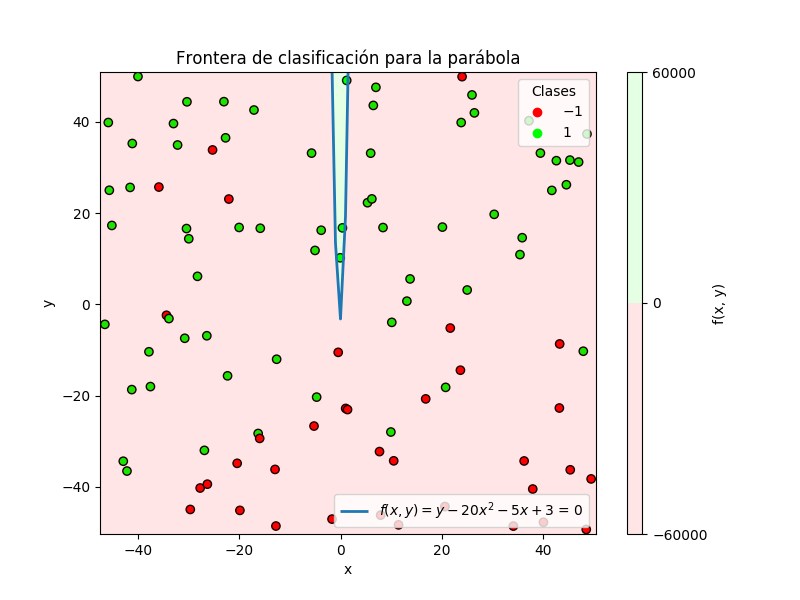 Frontera de clasificación para la parábola
Clases
−1
1
40
20
0
−20
−40
y
−40
−20
0
20
40
x
f(x, y) = y − 20x² − 5x + 3 = 0
60000
0
−60000
f(x, y)